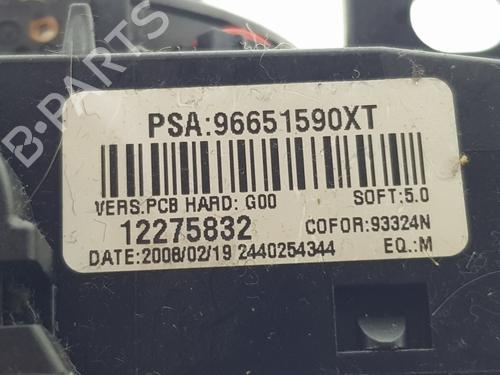 B-PARTS
PSA:96651590XT
VERS.PCB HARD: G00 SOFT:5.0
12275832 COFOR:93324N
DATE:2008/02/19 2440254344 EQ.:M